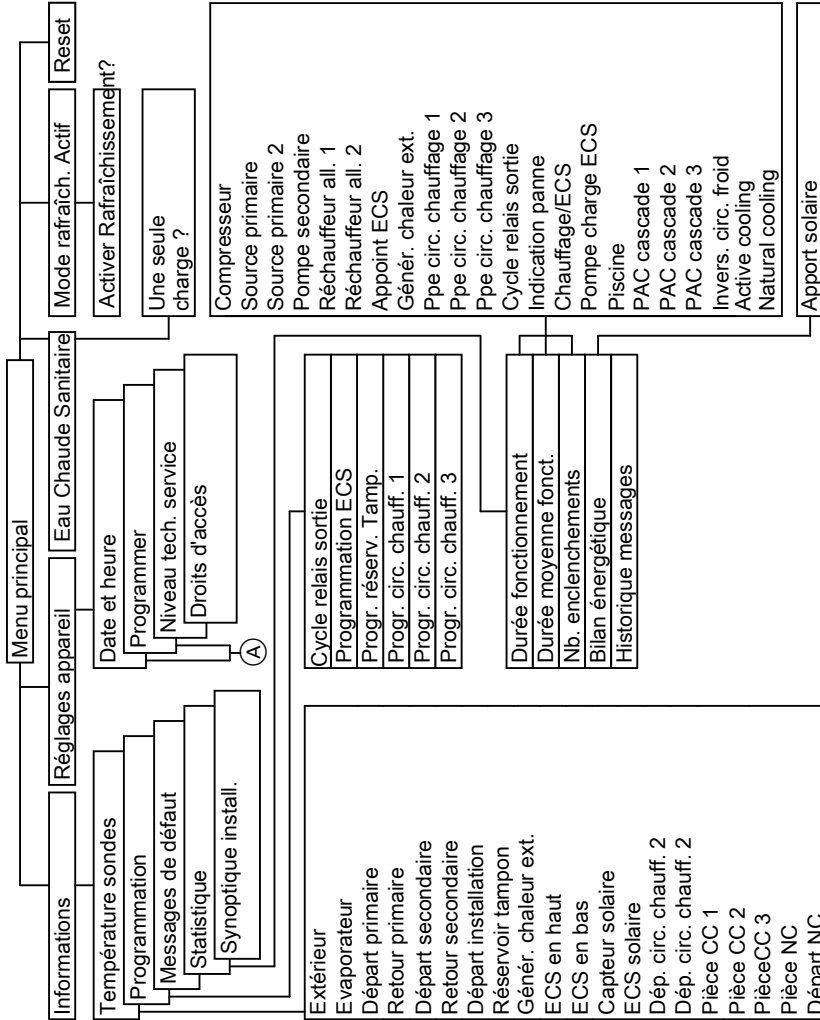 Menu principal
Informations
Réglages appareil
Eau Chaude Sanitaire
Mode rafraîch. Actif
Reset
Température sondes
Programmation
Messages de défaut
Statistique
Synoptique install.
Date et heure
Programmer
Niveau tech. service
Droits d'accès
A
Une seule
charge ?
Activer Rafraîchissement?
Extérieur
Evaporateur
Départ primaire
Retour primaire
Départ secondaire
Retour secondaire
Départ installation
Réservoir tampon
Génér. chaleur ext.
ECS en haut
ECS en bas
Capteur solaire
ECS solaire
Dép. circ. chauff. 2
Dép. circ. chauff. 2
Pièce CC 1
Pièce CC 2
PièceCC 3
Pièce NC
Départ NC
Cycle relais sortie
Programmation ECS
Progr. réserv. Tamp.
Progr. circ. chauff. 1
Progr. circ. chauff. 2
Progr. circ. chauff. 3
Durée fonctionnement
Durée moyenne fonct.
Nb. enclenchements
Bilan énergétique
Historique messages
Compresseur
Source primaire
Source primaire 2
Pompe secondaire
Réchauffeur all. 1
Réchauffeur all. 2
Appoint ECS
Génér. chaleur ext.
Ppe circ. chauffage 1
Ppe circ. chauffage 2
Ppe circ. chauffage 3
Cycle relais sortie
Indication panne
Chauffage/ECS
Pompe charge ECS
Piscine
PAC cascade 1
PAC cascade 2
PAC cascade 3
Invers. circ. froid
Active cooling
Natural cooling
Apport solaire